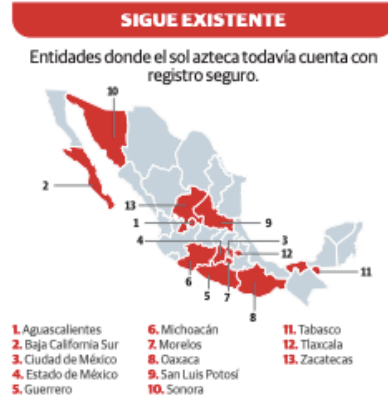 SIGUE EXISTENTE
Entidades donde el sol azteca todavía cuenta con
registro seguro.
10
2
13
1
4
9
3
12
11
6
5
7
8
1. Aguascalientes
2. Baja California Sur
3. Ciudad de México
4. Estado de México
5. Guerrero
6. Michoacán
7. Morelos
8. Oaxaca
9. San Luis Potosí
10. Sonora
11. Tabasco
12. Tlaxcala
13. Zacatecas